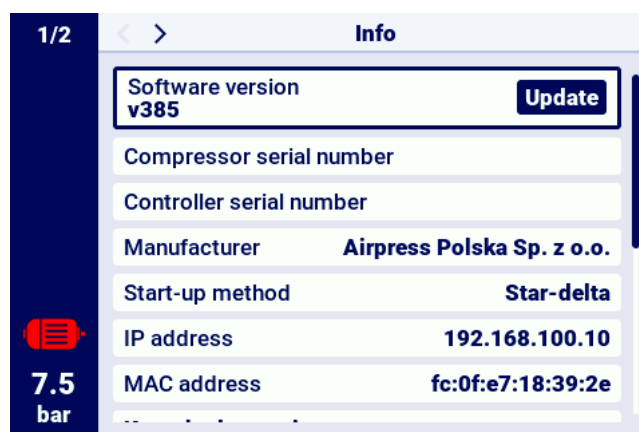 1/2
Info
Software version
v385
Update
Compressor serial number
Controller serial number
Manufacturer Airpress Polska Sp. z o.o.
Start-up method Star-delta
IP address 192.168.100.10
MAC address fc:0f:e7:18:39:2e
7.5
bar